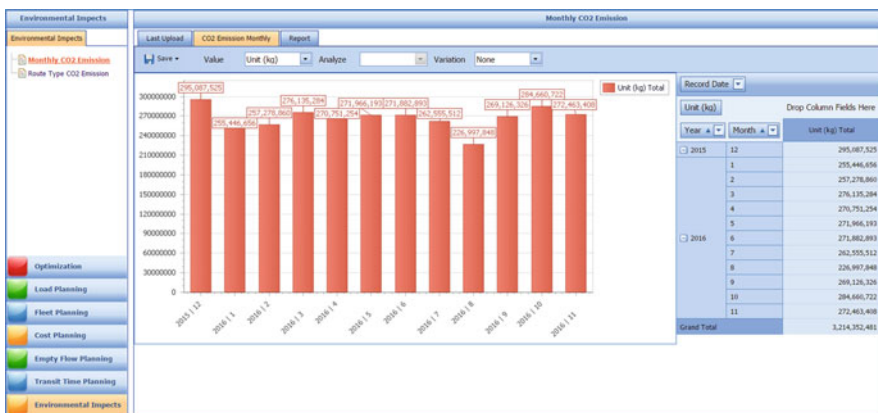 Environmental Impects
Monthly CO2 Emission
Environmental Impects
Last Upload
CO2 Emission Monthly
Report
Monthly CO2 Emission
Route Type CO2 Emission
Save
Value
Unit (kg)
Analyze
Variation
None
300000000
270000000
240000000
210000000
180000000
150000000
120000000
90000000
60000000
30000000
0
295,087,525
255,446,656
257,278,860
276,135,284
270,751,254
271,966,193
271,882,893
262,555,512
226,997,848
269,126,326
284,660,722
272,463,408
2015 | 12
2016 | 1
2016 | 2
2016 | 3
2016 | 4
2016 | 5
2016 | 6
2016 | 7
2016 | 8
2016 | 9
2016 | 10
2016 | 11
Unit (kg) Total
Record Date
Unit (kg)
Drop Column Fields Here
Year
Month
Unit (kg) Total
2015 12 295,087,525
1 255,446,656
2 257,278,860
3 276,135,284
4 270,751,254
5 271,966,193
2016 6 271,882,893
7 262,555,512
8 226,997,848
9 269,126,326
10 284,660,722
11 272,463,408
Grand Total 3,214,352,481
Optimization
Load Planning
Fleet Planning
Cost Planning
Empty Flow Planning
Transit Time Planning
Environmental Impects